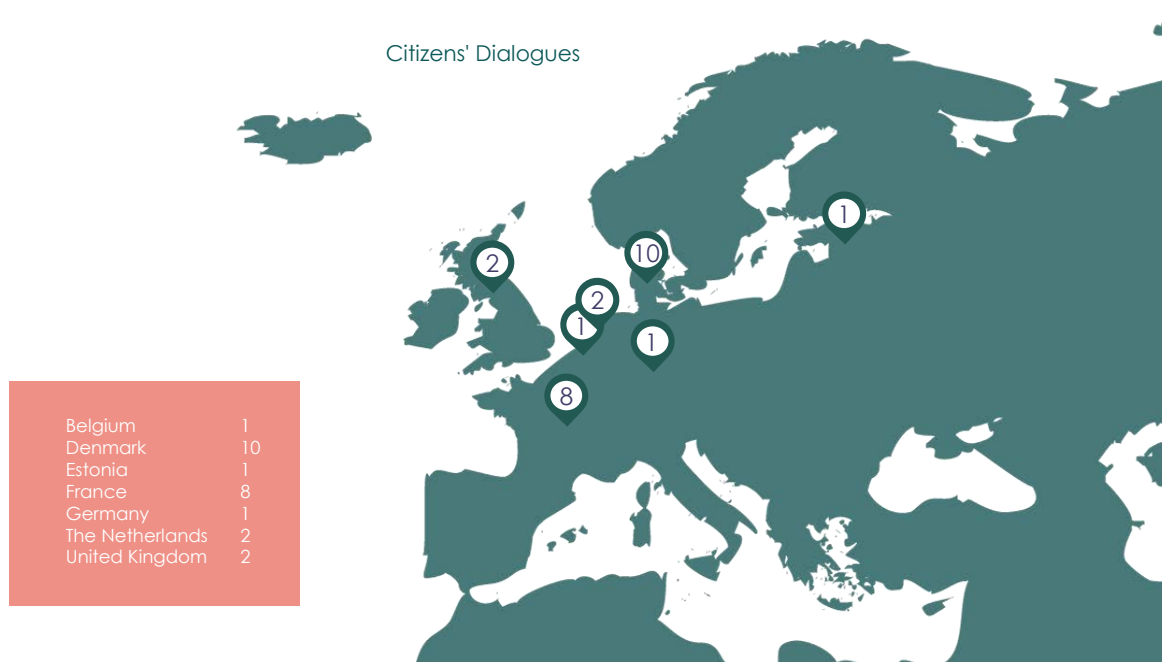 Citizens' Dialogues
1
10
2
2
1
1
8
Belgium 1
Denmark 10
Estonia 1
France 8
Germany 1
The Netherlands 2
United Kingdom 2